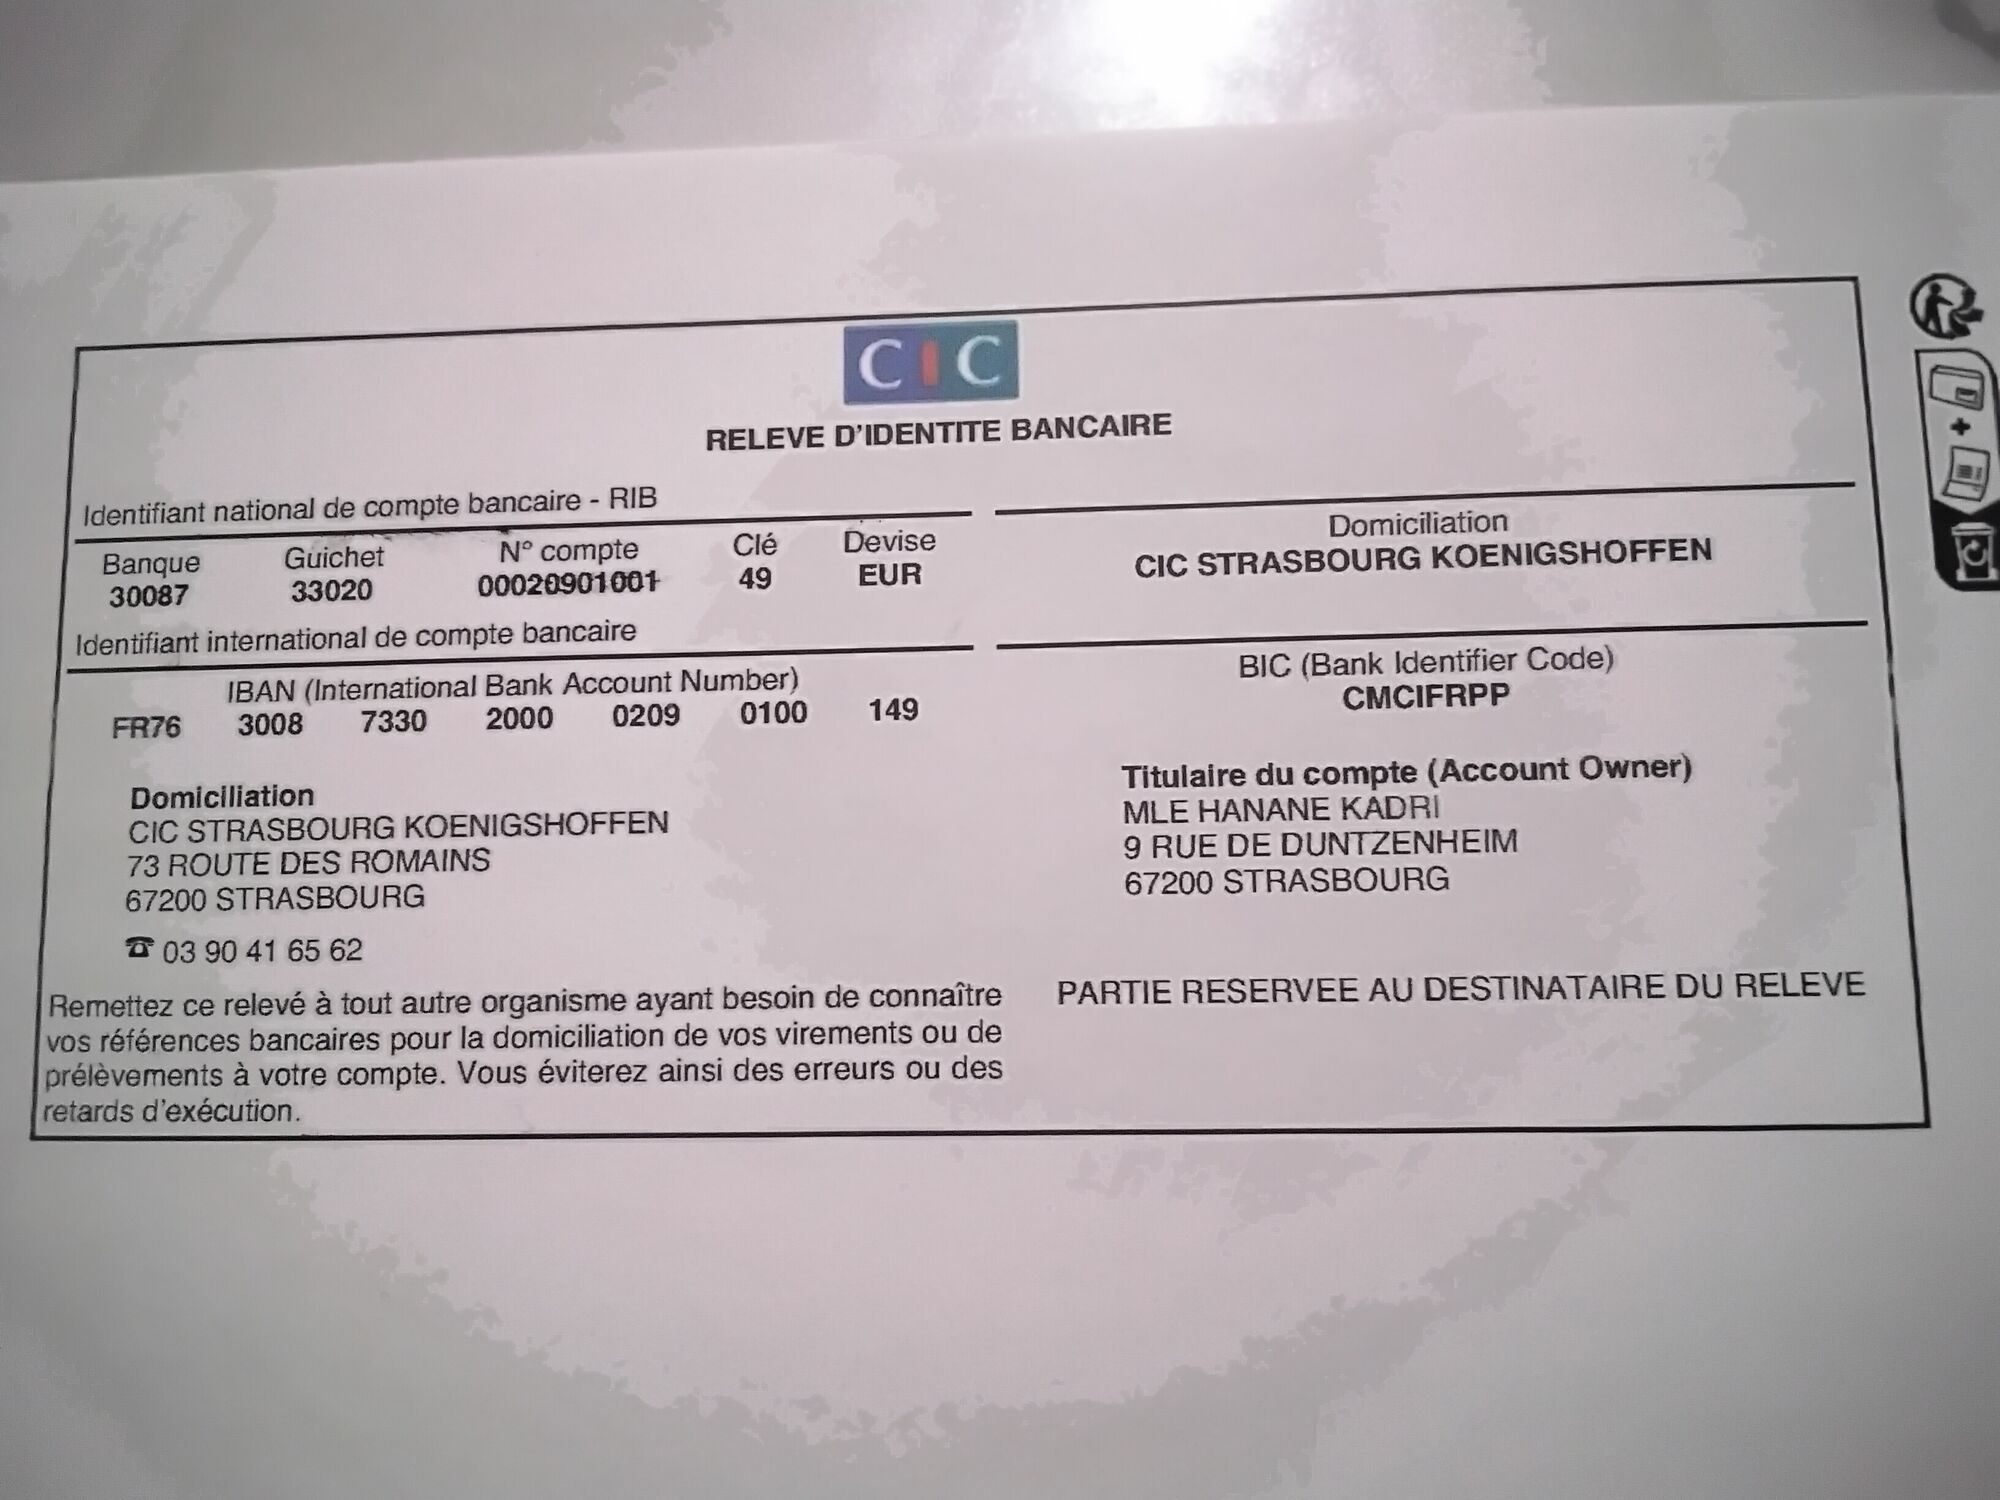 CIC
RELEVE D'IDENTITE BANCAIRE
Identifiant national de compte bancaire - RIB
Banque Guichet N° compte Clé Devise
30087 33020 00020901001 49 EUR
Domiciliation
CIC STRASBOURG KOENIGSHOFFEN
Identifiant international de compte bancaire
IBAN (International Bank Account Number)
FR76 3008 7330 2000 0209 0100 149
BIC (Bank Identifier Code)
CMCIFRPP
Domiciliation
CIC STRASBOURG KOENIGSHOFFEN
73 ROUTE DES ROMAINS
67200 STRASBOURG
☎ 03 90 41 65 62
Titulaire du compte (Account Owner)
MLE HANANE KADRI
9 RUE DE DUNTZENHEIM
67200 STRASBOURG
Remettez ce relevé à tout autre organisme ayant besoin de connaître
vos références bancaires pour la domiciliation de vos virements ou de
prélèvements à votre compte. Vous éviterez ainsi des erreurs ou des
retards d'exécution.
PARTIE RESERVEE AU DESTINATAIRE DU RELEVE